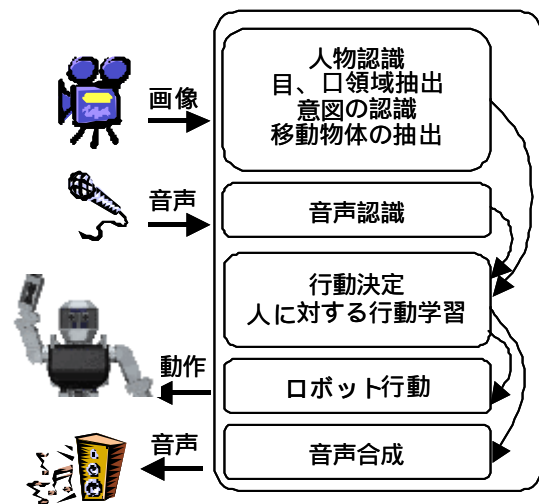 画像
人物認識
目、口領域抽出
意図の認識
移動物体の抽出
音声
音声認識
行動決定
人に対する行動学習
動作
ロボット行動
音声
音声合成